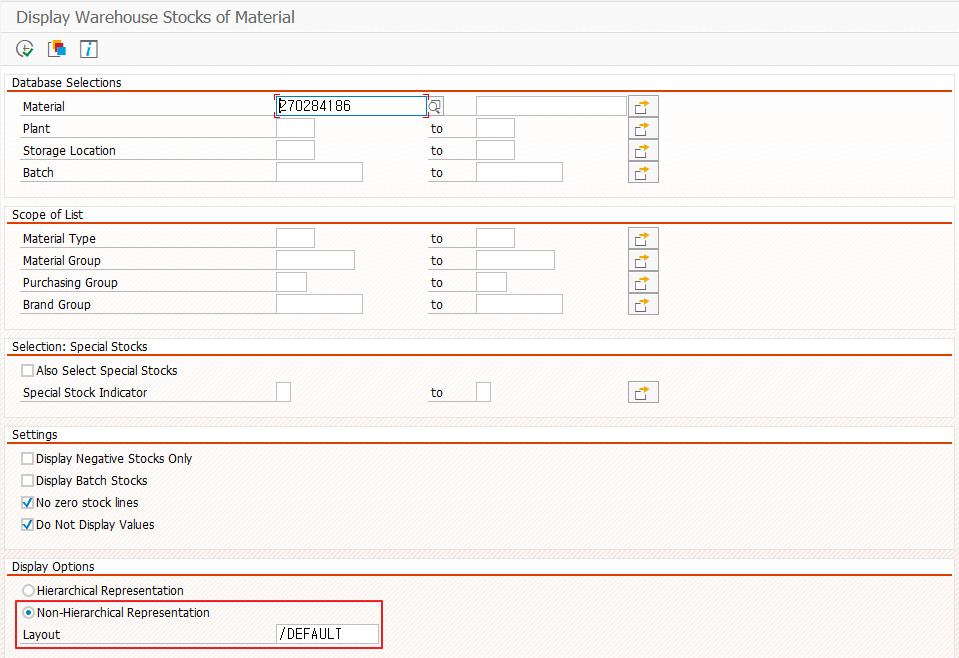 Display Warehouse Stocks of Material
Database Selections
Material 270284186
Plant to
Storage Location to
Batch to
Scope of List
Material Type to
Material Group to
Purchasing Group to
Brand Group to
Selection: Special Stocks
Also Select Special Stocks
Special Stock Indicator to
Settings
Display Negative Stocks Only
Display Batch Stocks
No zero stock lines
Do Not Display Values
Display Options
Hierarchical Representation
Non-Hierarchical Representation
Layout /DEFAULT